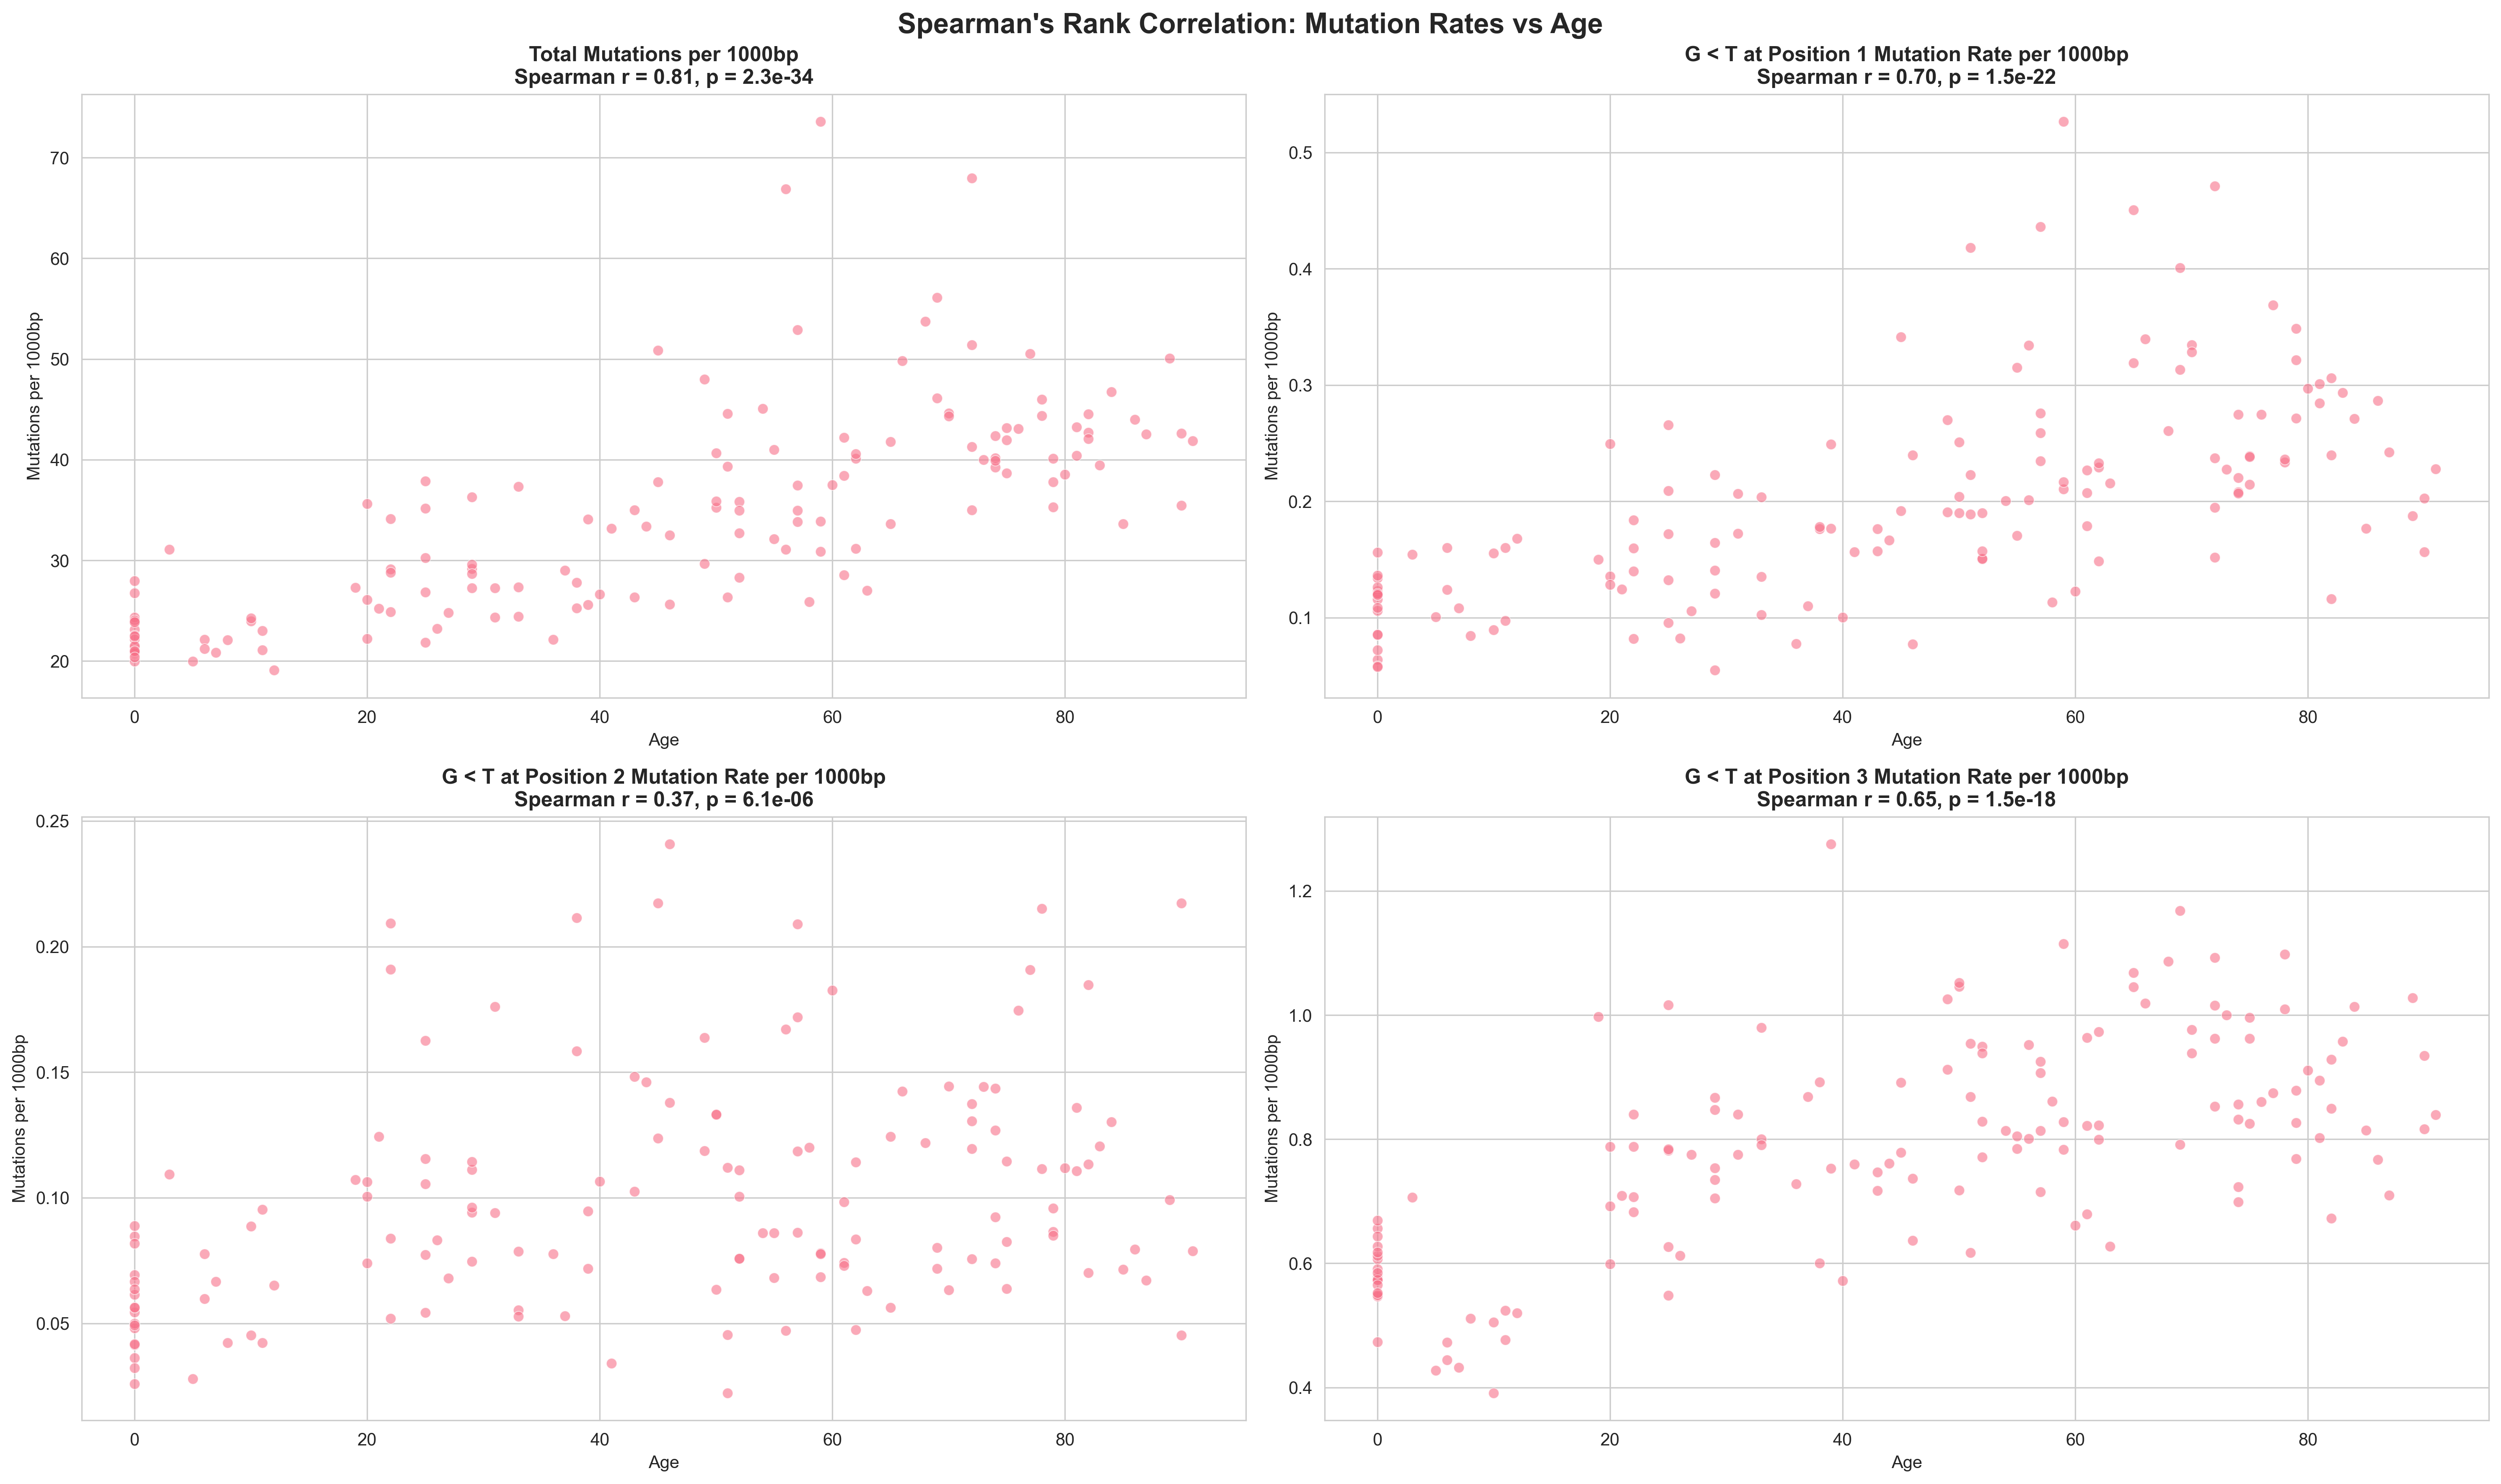 Spearman's Rank Correlation: Mutation Rates vs Age
Total Mutations per 1000bp
Spearman r = 0.81, p = 2.3e-34
Mutations per 1000bp
70
60
50
40
30
20
0
20
40
60
80
Age
G < T at Position 1 Mutation Rate per 1000bp
Spearman r = 0.70, p = 1.5e-22
Mutations per 1000bp
0.5
0.4
0.3
0.2
0.1
0
20
40
60
80
Age
G < T at Position 2 Mutation Rate per 1000bp
Spearman r = 0.37, p = 6.1e-06
Mutations per 1000bp
0.25
0.20
0.15
0.10
0.05
0
20
40
60
80
Age
G < T at Position 3 Mutation Rate per 1000bp
Spearman r = 0.65, p = 1.5e-18
Mutations per 1000bp
1.2
1.0
0.8
0.6
0.4
0
20
40
60
80
Age